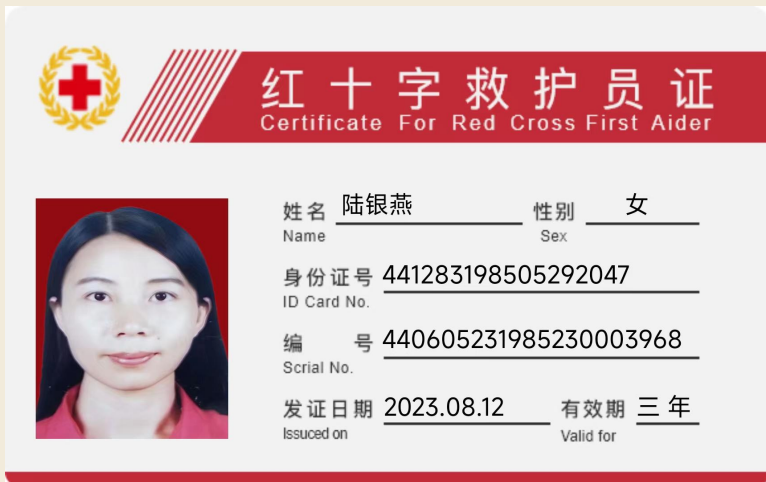 红十字救护员证
Certificate For Red Cross First Aider
姓名 陆银燕 性别 女
Name Sex
身份证号 441283198505292047
ID Card No.
编 号 440605231985230003968
Scrial No.
发证日期 2023.08.12 有效期 三 年
Issuced on Valid for